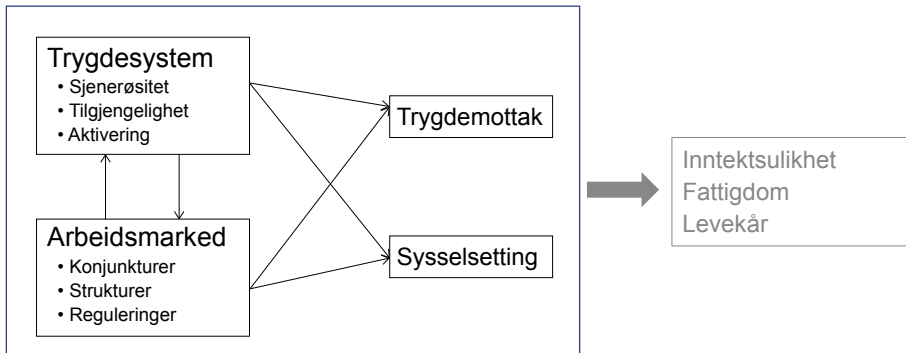 Trygdesystem
• Sjenerøsitet
• Tilgjengelighet
• Aktivering
Trygdemottak
Arbeidsmarked
• Konjunkturer
• Strukturer
• Reguleringer
Sysselsetting
Inntektsulikhet
Fattigdom
Levekår